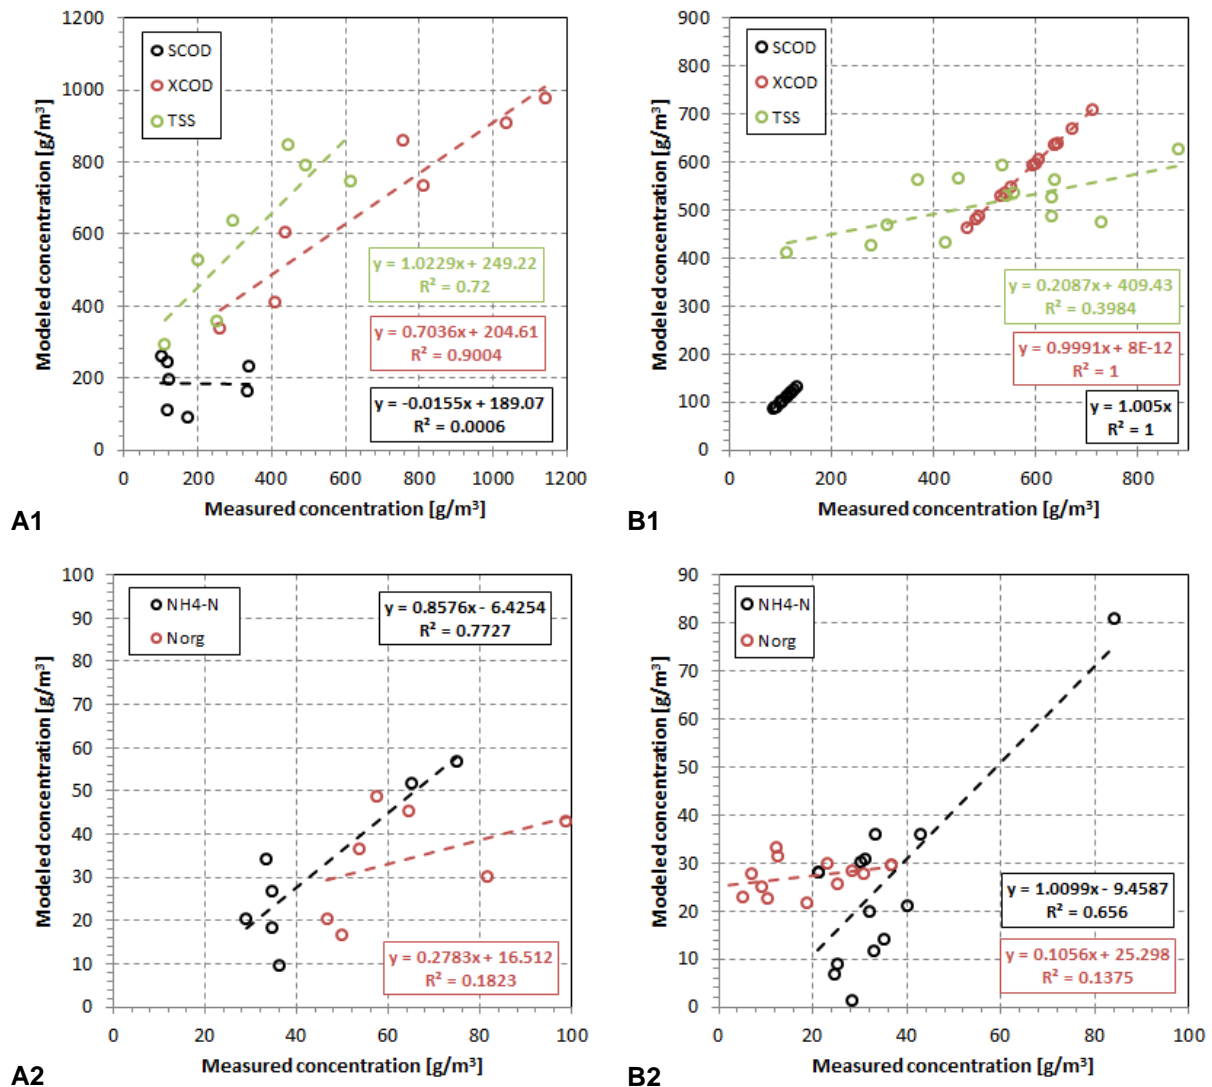 1200
1000
800
600
400
200
0
Modeled concentration [g/m³]
SCOD
XCOD
TSS
y = 1.0229x + 249.22
R² = 0.72
y = 0.7036x + 204.61
R² = 0.9004
y = -0.0155x + 189.07
R² = 0.0006
0 200 400 600 800 1000 1200
Measured concentration [g/m³]
A1
900
800
700
600
500
400
300
200
100
0
Modeled concentration [g/m³]
SCOD
XCOD
TSS
y = 0.2087x + 409.43
R² = 0.3984
y = 0.9991x + 8E-12
R² = 1
y = 1.005x
R² = 1
0 200 400 600 800
Measured concentration [g/m³]
B1
100
90
80
70
60
50
40
30
20
10
0
Modeled concentration [g/m³]
NH4-N
Norg
y = 0.8576x - 6.4254
R² = 0.7727
y = 0.2783x + 16.512
R² = 0.1823
0 20 40 60 80 100
Measured concentration [g/m³]
A2
90
80
70
60
50
40
30
20
10
0
Modeled concentration [g/m³]
NH4-N
Norg
y = 1.0099x - 9.4587
R² = 0.656
y = 0.1056x + 25.298
R² = 0.1375
0 20 40 60 80 100
Measured concentration [g/m³]
B2